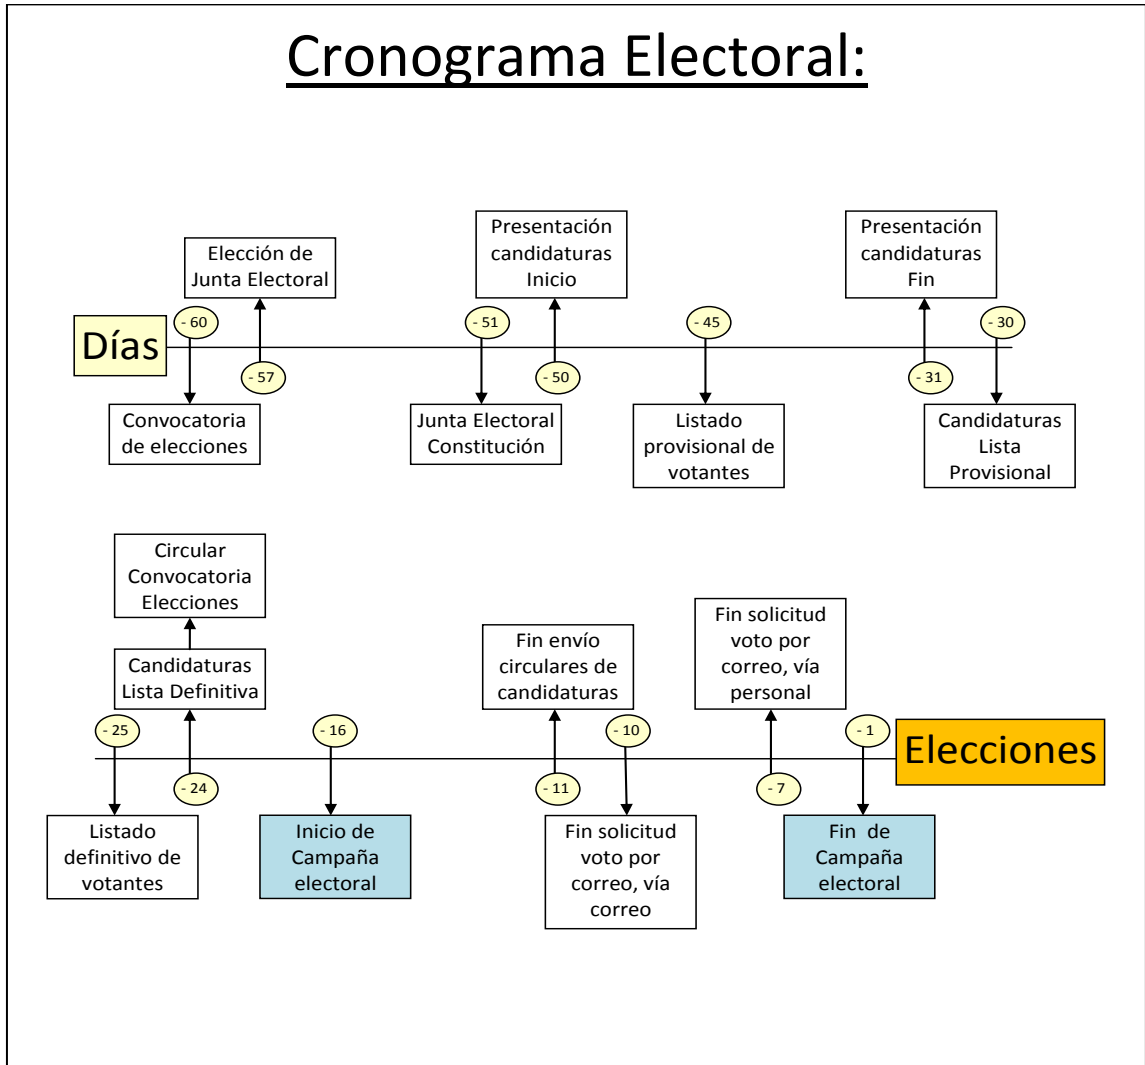 Cronograma Electoral:
Elección de
Junta Electoral
Presentación
candidaturas
Inicio
Presentación
candidaturas
Fin
Días
- 60
- 57
- 51
- 50
- 45
- 31
- 30
Convocatoria
de elecciones
Junta Electoral
Constitución
Listado
provisional de
votantes
Candidaturas
Lista
Provisional
Circular
Convocatoria
Elecciones
Candidaturas
Lista Definitiva
Fin envío
circulares de
candidaturas
Fin solicitud
voto por
correo, vía
personal
- 25
- 24
- 16
- 11
- 10
- 7
- 1
Elecciones
Listado
definitivo de
votantes
Inicio de
Campaña
electoral
Fin solicitud
voto por
correo, vía
correo
Fin de
Campaña
electoral